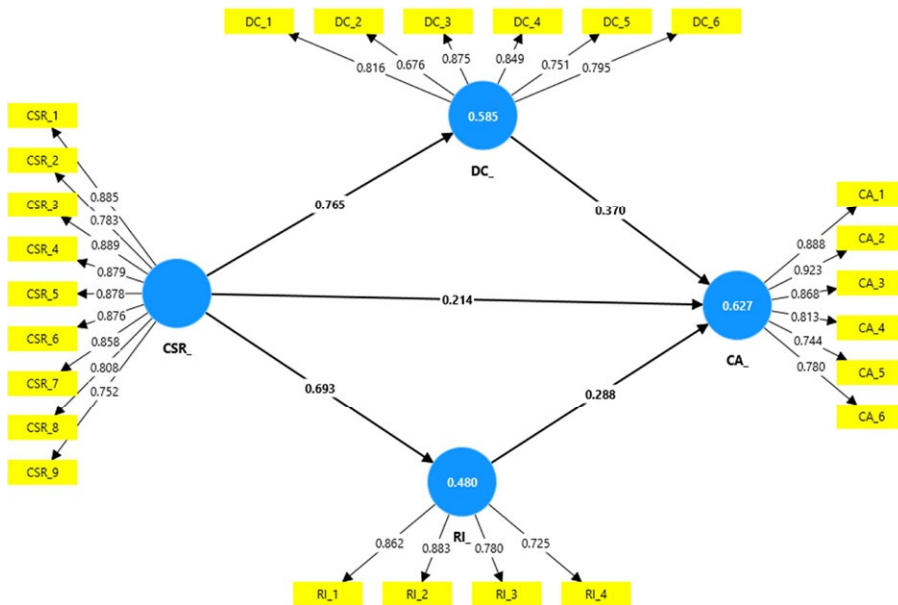 DC_1 DC_2 DC_3 DC_4 DC_5 DC_6
0.816 0.676 0.875 0.849 0.751 0.795
0.585
DC_
CSR_1
CSR_2
CSR_3
CSR_4
CSR_5
CSR_6
CSR_7
CSR_8
CSR_9
0.885
0.783
0.889
0.879
0.878
0.876
0.858
0.808
0.752
CSR_
0.765
0.370
0.214
0.693
0.288
0.627
CA_
0.888
0.923
0.868
0.813
0.744
0.780
CA_1
CA_2
CA_3
CA_4
CA_5
CA_6
0.480
RI_
0.862 0.883 0.780 0.725
RI_1 RI_2 RI_3 RI_4